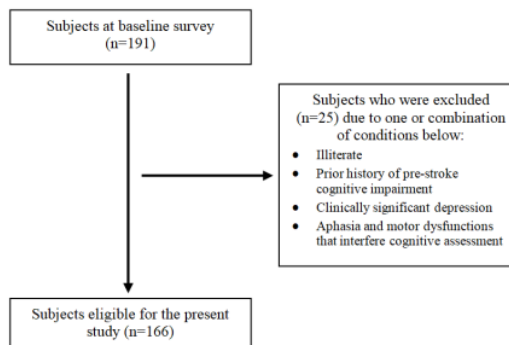 Subjects at baseline survey
(n=191)
Subjects who were excluded
(n=25) due to one or combination
of conditions below:
• Illiterate
• Prior history of pre-stroke
cognitive impairment
• Clinically significant depression
• Aphasia and motor dysfunctions
that interfere cognitive assessment
Subjects eligible for the present
study (n=166)